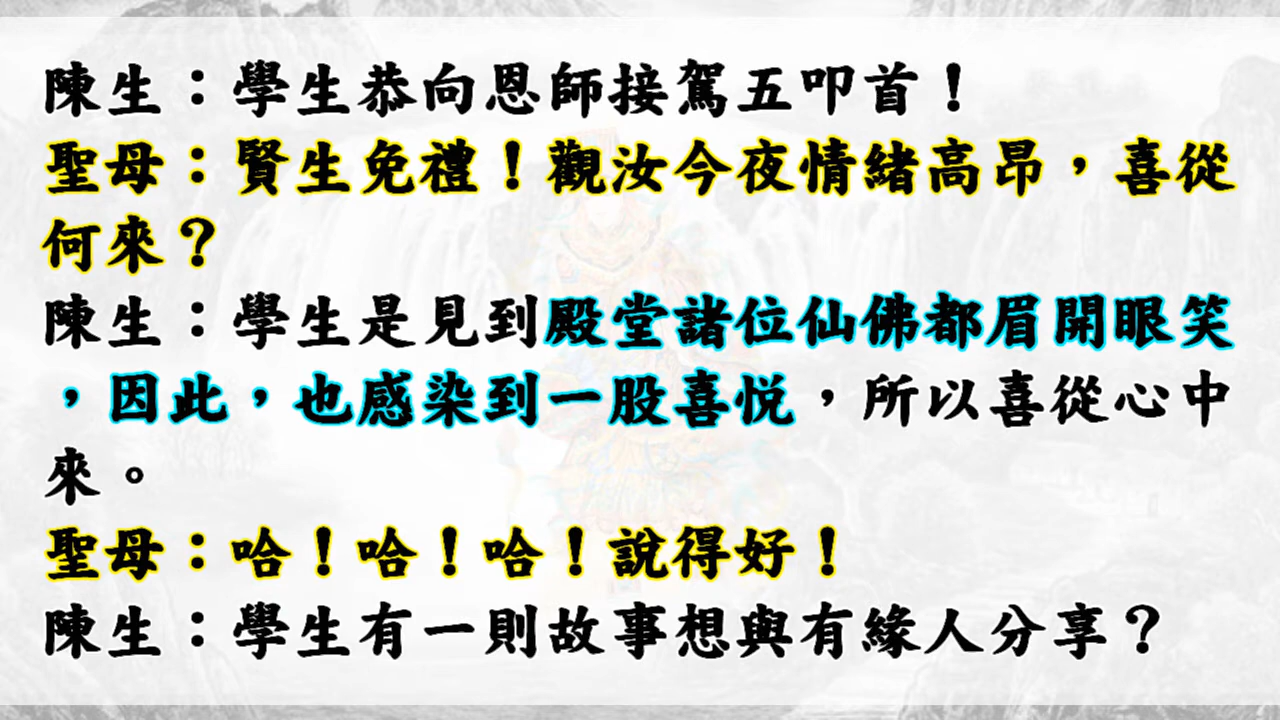 陳生：學生恭向恩師接駕五叩首！
聖母：賢生免禮！觀汝今夜情緒高昂，喜從
何來？
陳生：學生是見到殿堂諸位仙佛都眉開眼笑
，因此，也感染到一股喜悅，所以喜從心中
來。
聖母：哈！哈！哈！說得好！
陳生：學生有一則故事想與有緣人分享？